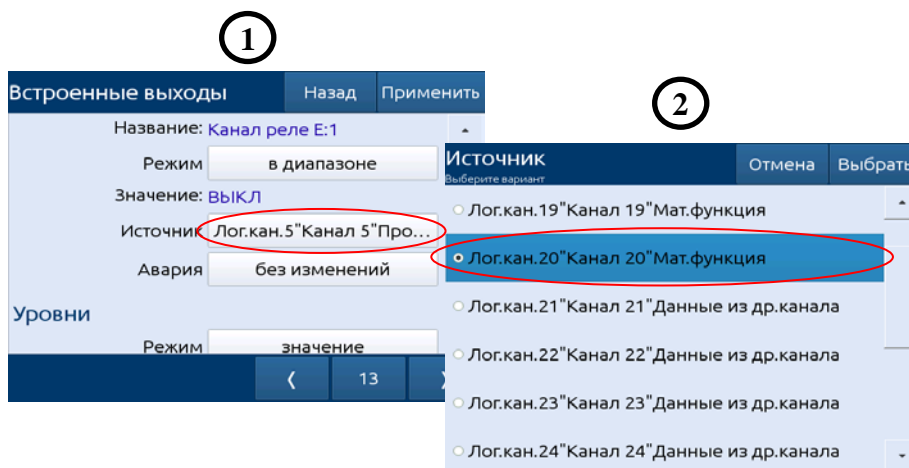 1
Встроенные выходы Назад Применить
Название: Канал реле E:1
Режим в диапазоне
Значение: ВЫКЛ
Источник Лог.кан.5"Канал 5"Про...
Авария без изменений
Уровни
Режим значение
13
2
Источник Отмена Выбрать
Выберите вариант
Лог.кан.19"Канал 19"Мат.функция
Лог.кан.20"Канал 20"Мат.функция
Лог.кан.21"Канал 21"Данные из др.канала
Лог.кан.22"Канал 22"Данные из др.канала
Лог.кан.23"Канал 23"Данные из др.канала
Лог.кан.24"Канал 24"Данные из др.канала